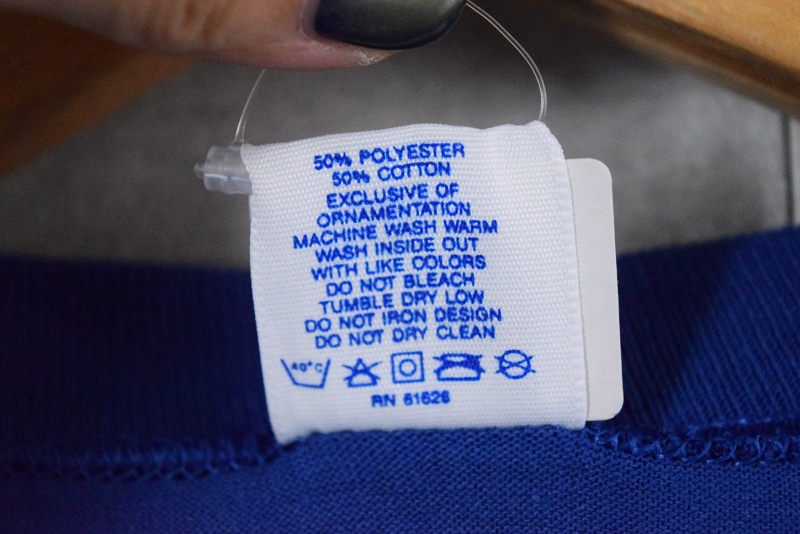 50% POLYESTER
50% COTTON
EXCLUSIVE OF
ORNAMENTATION
MACHINE WASH WARM
WASH INSIDE OUT
WITH LIKE COLORS
DO NOT BLEACH
TUMBLE DRY LOW
DO NOT IRON DESIGN
DO NOT DRY CLEAN
40°C
RN 61626